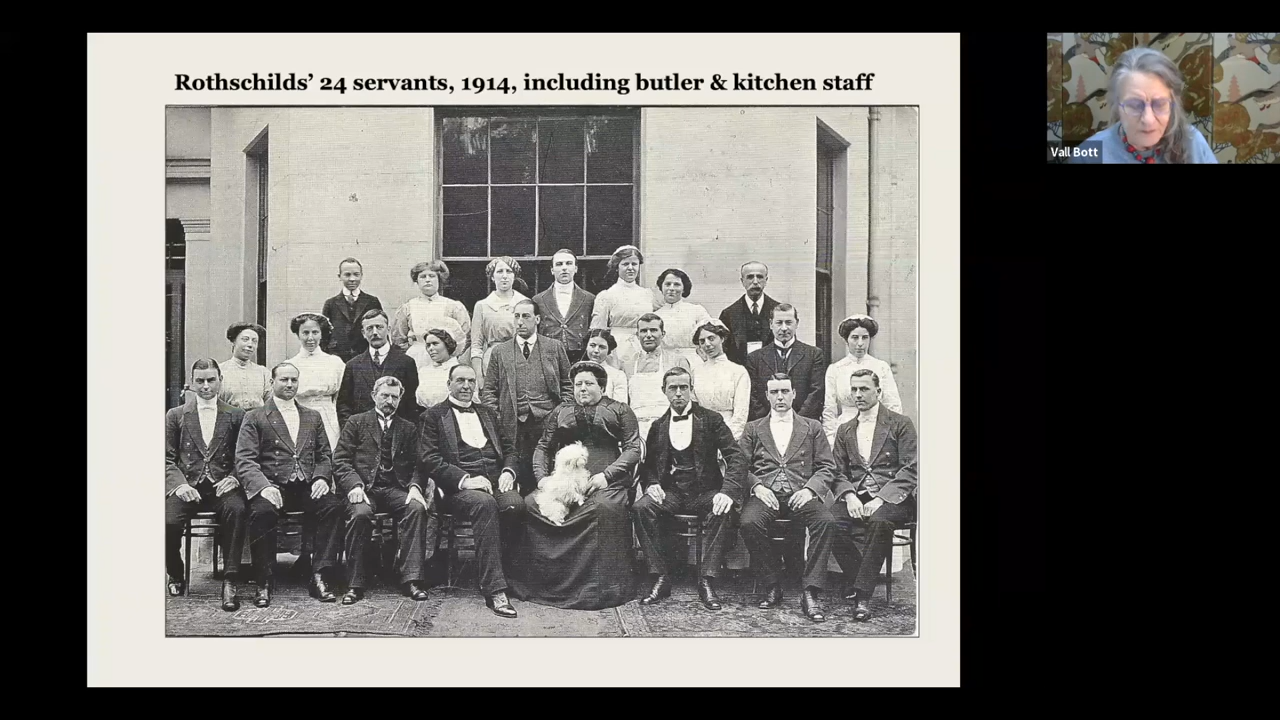 Rothschilds’ 24 servants, 1914, including butler & kitchen staff
Vall Bott